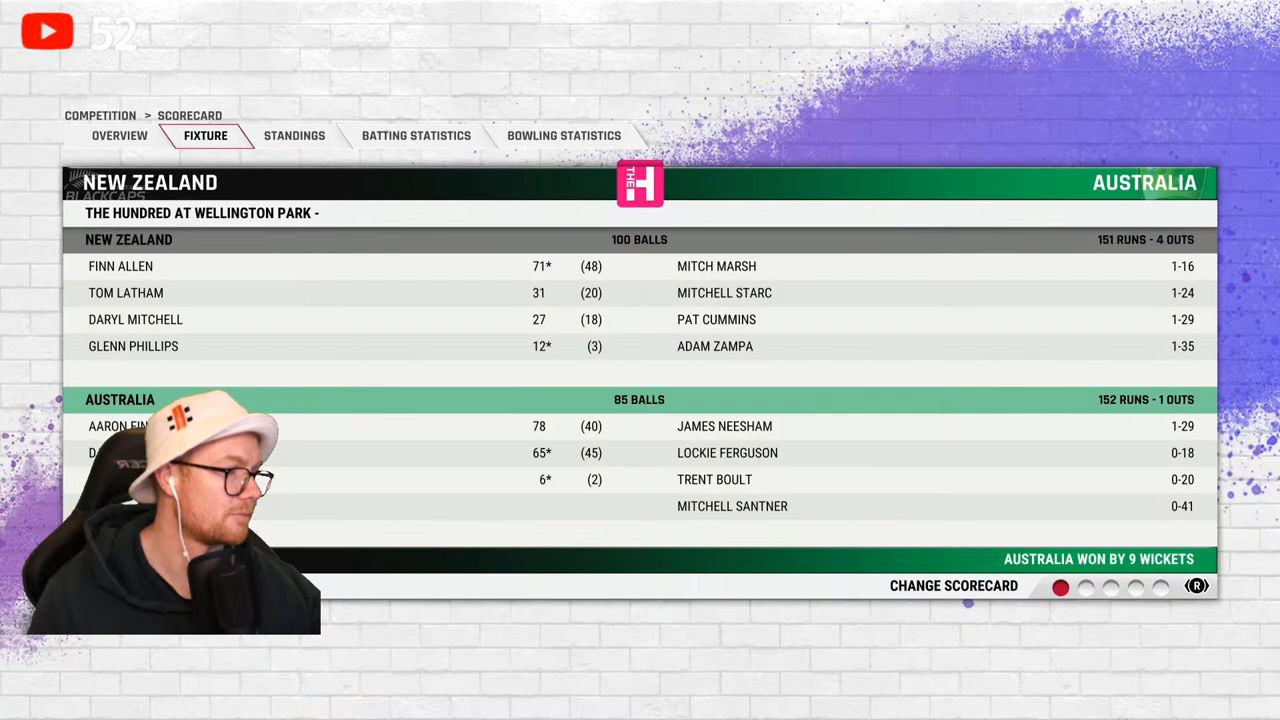 52
COMPETITION > SCORECARD
OVERVIEW FIXTURE STANDINGS BATTING STATISTICS BOWLING STATISTICS
NEW ZEALAND THE H AUSTRALIA
BLACKCAPS
THE HUNDRED AT WELLINGTON PARK -
NEW ZEALAND 100 BALLS 151 RUNS - 4 OUTS
FINN ALLEN 71* (48) MITCH MARSH 1-16
TOM LATHAM 31 (20) MITCHELL STARC 1-24
DARYL MITCHELL 27 (18) PAT CUMMINS 1-29
GLENN PHILLIPS 12* (3) ADAM ZAMPA 1-35
AUSTRALIA 85 BALLS 152 RUNS - 1 OUTS
AARON 78 (40) JAMES NEESHAM 1-29
65* (45) LOCKIE FERGUSON 0-18
6* (2) TRENT BOULT 0-20
MITCHELL SANTNER 0-41
AUSTRALIA WON BY 9 WICKETS
CHANGE SCORECARD R